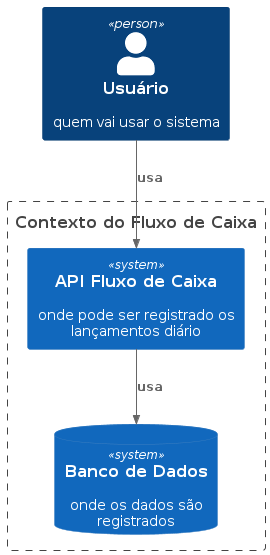 «person»
Usuário
quem vai usar o sistema
usa
Contexto do Fluxo de Caixa
«system»
API Fluxo de Caixa
onde pode ser registrado os
lançamentos diário
usa
«system»
Banco de Dados
onde os dados são
registrados